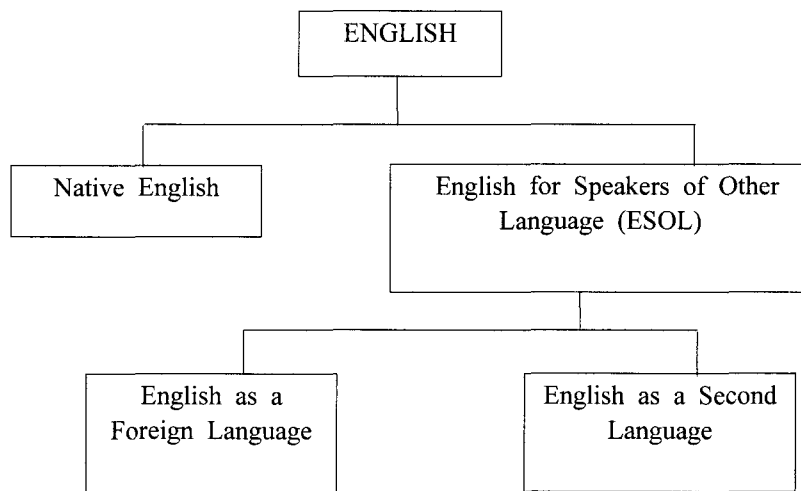 ENGLISH
Native English
English for Speakers of Other
Language (ESOL)
English as a
Foreign Language
English as a Second
Language